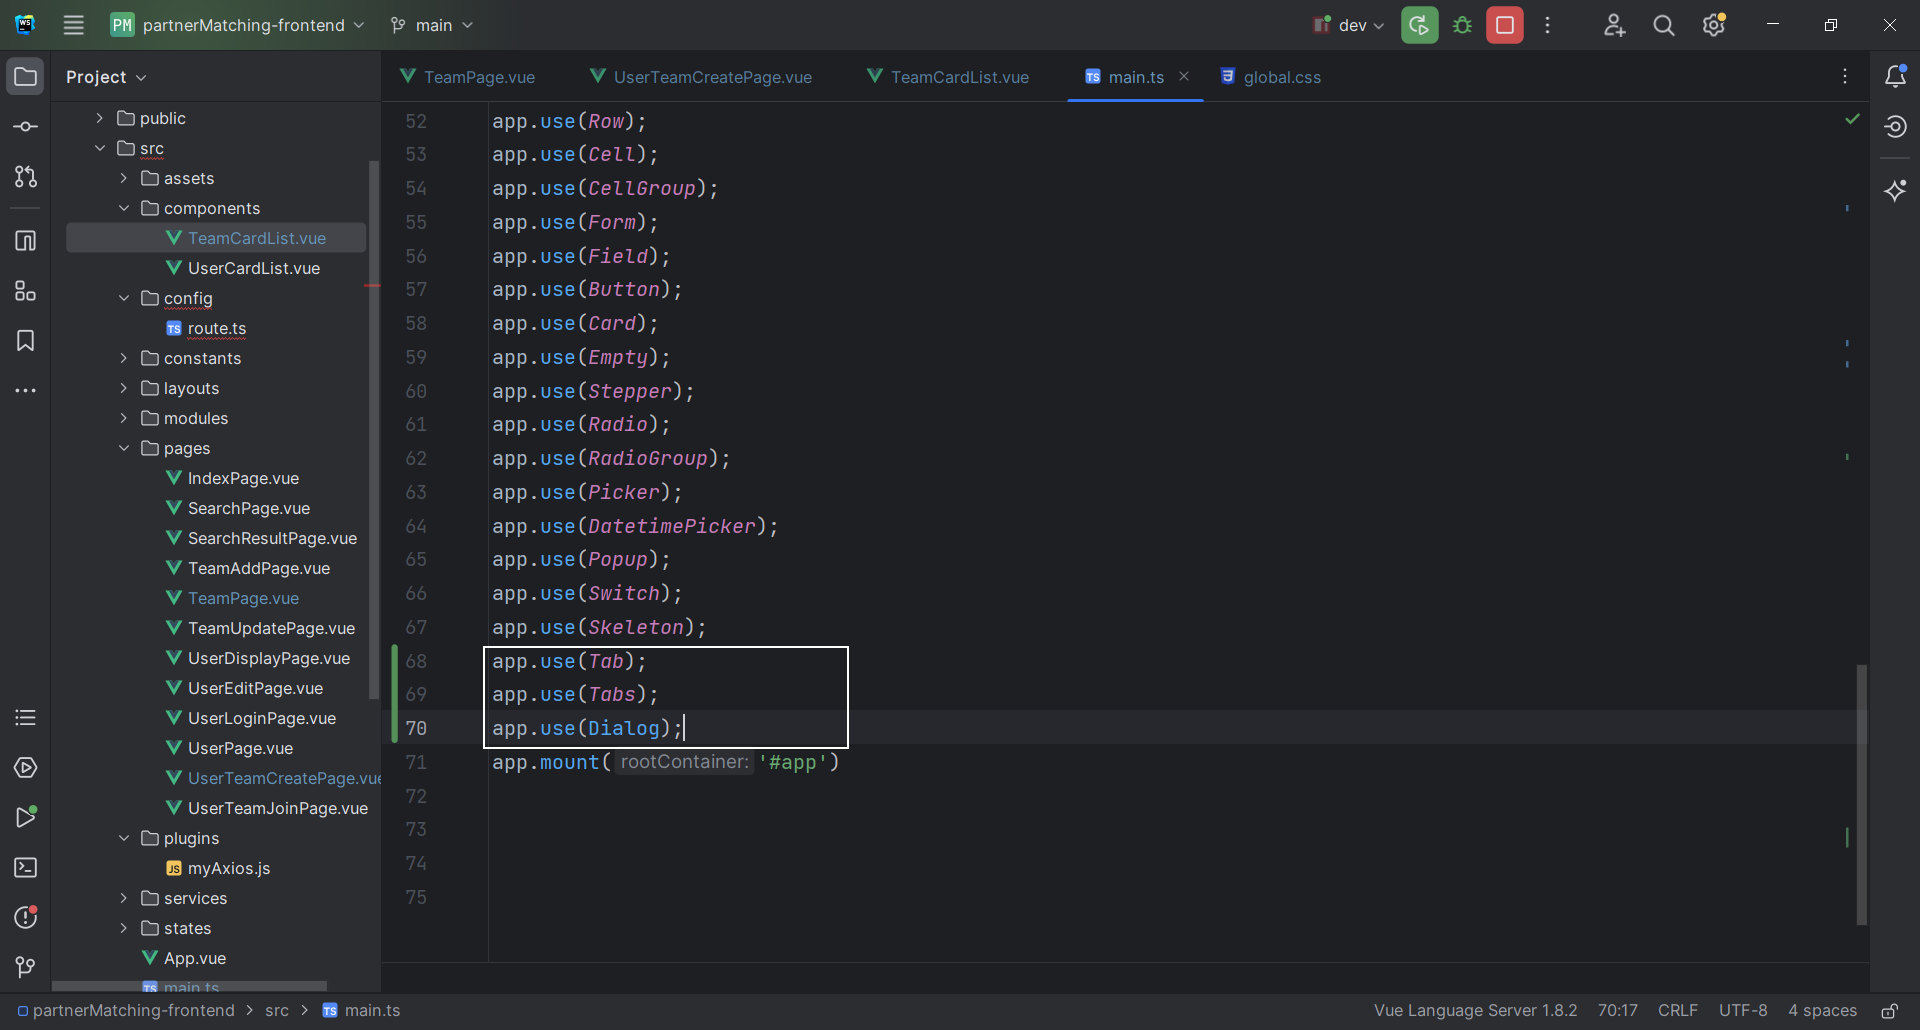 PM partnerMatching-frontend main dev
Project
TeamPage.vue UserTeamCreatePage.vue TeamCardList.vue TS main.ts global.css
public
src
assets
components
TeamCardList.vue
UserCardList.vue
config
TS route.ts
constants
layouts
modules
pages
IndexPage.vue
SearchPage.vue
SearchResultPage.vue
TeamAddPage.vue
TeamPage.vue
TeamUpdatePage.vue
UserDisplayPage.vue
UserEditPage.vue
UserLoginPage.vue
UserPage.vue
UserTeamCreatePage.vue
UserTeamJoinPage.vue
plugins
JS myAxios.js
services
states
App.vue
TS main.ts
52 app.use(Row);
53 app.use(Cell);
54 app.use(CellGroup);
55 app.use(Form);
56 app.use(Field);
57 app.use(Button);
58 app.use(Card);
59 app.use(Empty);
60 app.use(Stepper);
61 app.use(Radio);
62 app.use(RadioGroup);
63 app.use(Picker);
64 app.use(DatetimePicker);
65 app.use(Popup);
66 app.use(Switch);
67 app.use(Skeleton);
68 app.use(Tab);
69 app.use(Tabs);
70 app.use(Dialog);
71 app.mount( rootContainer: '#app')
72
73
74
75
partnerMatching-frontend > src > TS main.ts Vue Language Server 1.8.2 70:17 CRLF UTF-8 4 spaces